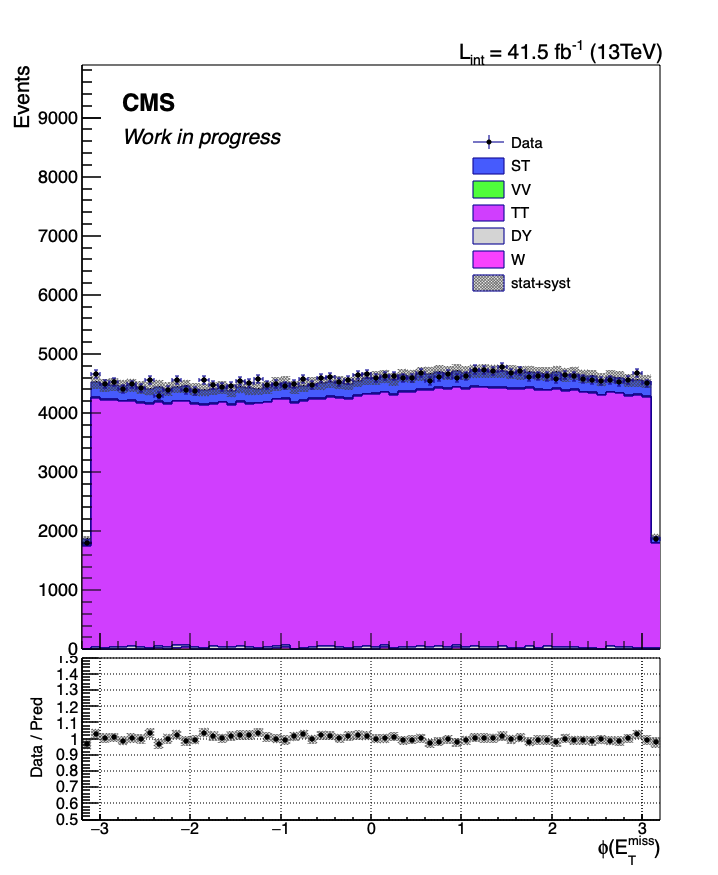 L_int = 41.5 fb⁻¹ (13TeV)
Events
CMS
Work in progress
Data
ST
VV
TT
DY
W
stat+syst
9000
8000
7000
6000
5000
4000
3000
2000
1000
0
Data / Pred
1.5
1.4
1.3
1.2
1.1
1
0.9
0.8
0.7
0.6
0.5
−3 −2 −1 0 1 2 3
ϕ(E_T^miss)